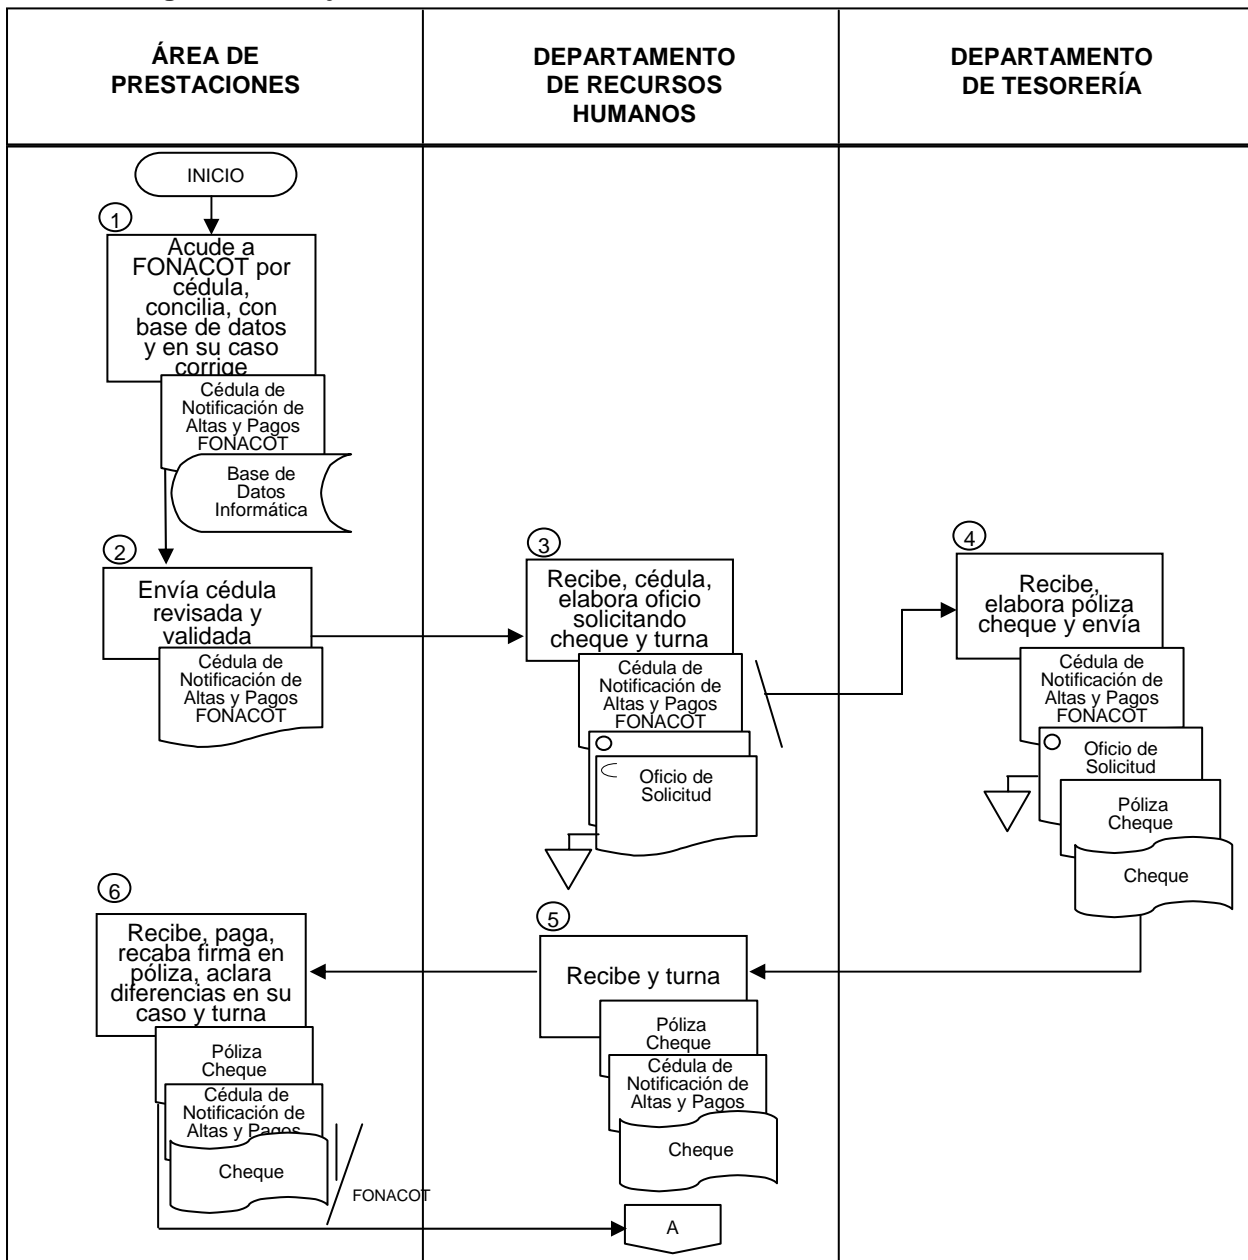 ÁREA DE
PRESTACIONES
DEPARTAMENTO
DE RECURSOS
HUMANOS
DEPARTAMENTO
DE TESORERÍA
INICIO
1
Acude a
FONACOT por
cédula,
concilia, con
base de datos
y en su caso
corrige
Cédula de
Notificación de
Altas y Pagos
FONACOT
Base de
Datos
Informática
2
Envía cédula
revisada y
validada
Cédula de
Notificación de
Altas y Pagos
FONACOT
3
Recibe, cédula,
elabora oficio
solicitando
cheque y turna
Cédula de
Notificación de
Altas y Pagos
FONACOT
Oficio de
Solicitud
4
Recibe,
elabora póliza
cheque y envía
Cédula de
Notificación de
Altas y Pagos
FONACOT
Oficio de
Solicitud
Póliza
Cheque
Cheque
5
Recibe y turna
Póliza
Cheque
Cédula de
Notificación de
Altas y Pagos
Cheque
6
Recibe, paga,
recaba firma en
póliza, aclara
diferencias en su
caso y turna
Póliza
Cheque
Cédula de
Notificación de
Altas y Pagos
Cheque
FONACOT
A